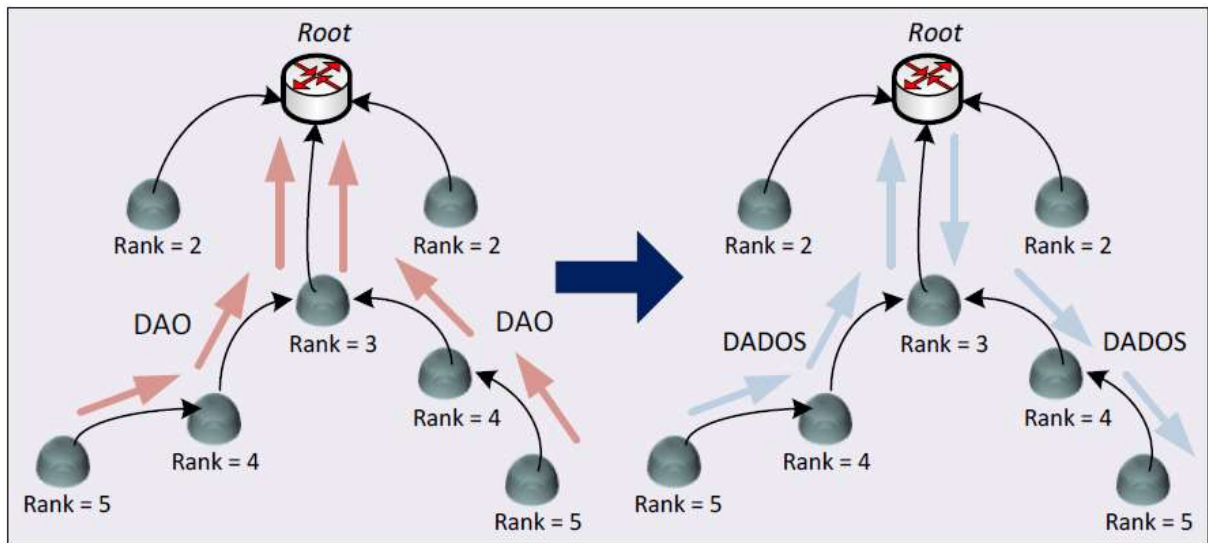 Root
Rank = 2
Rank = 2
DAO
DAO
Rank = 3
Rank = 4
Rank = 4
Rank = 5
Rank = 5
Root
Rank = 2
Rank = 2
DADOS
DADOS
Rank = 3
Rank = 4
Rank = 4
Rank = 5
Rank = 5